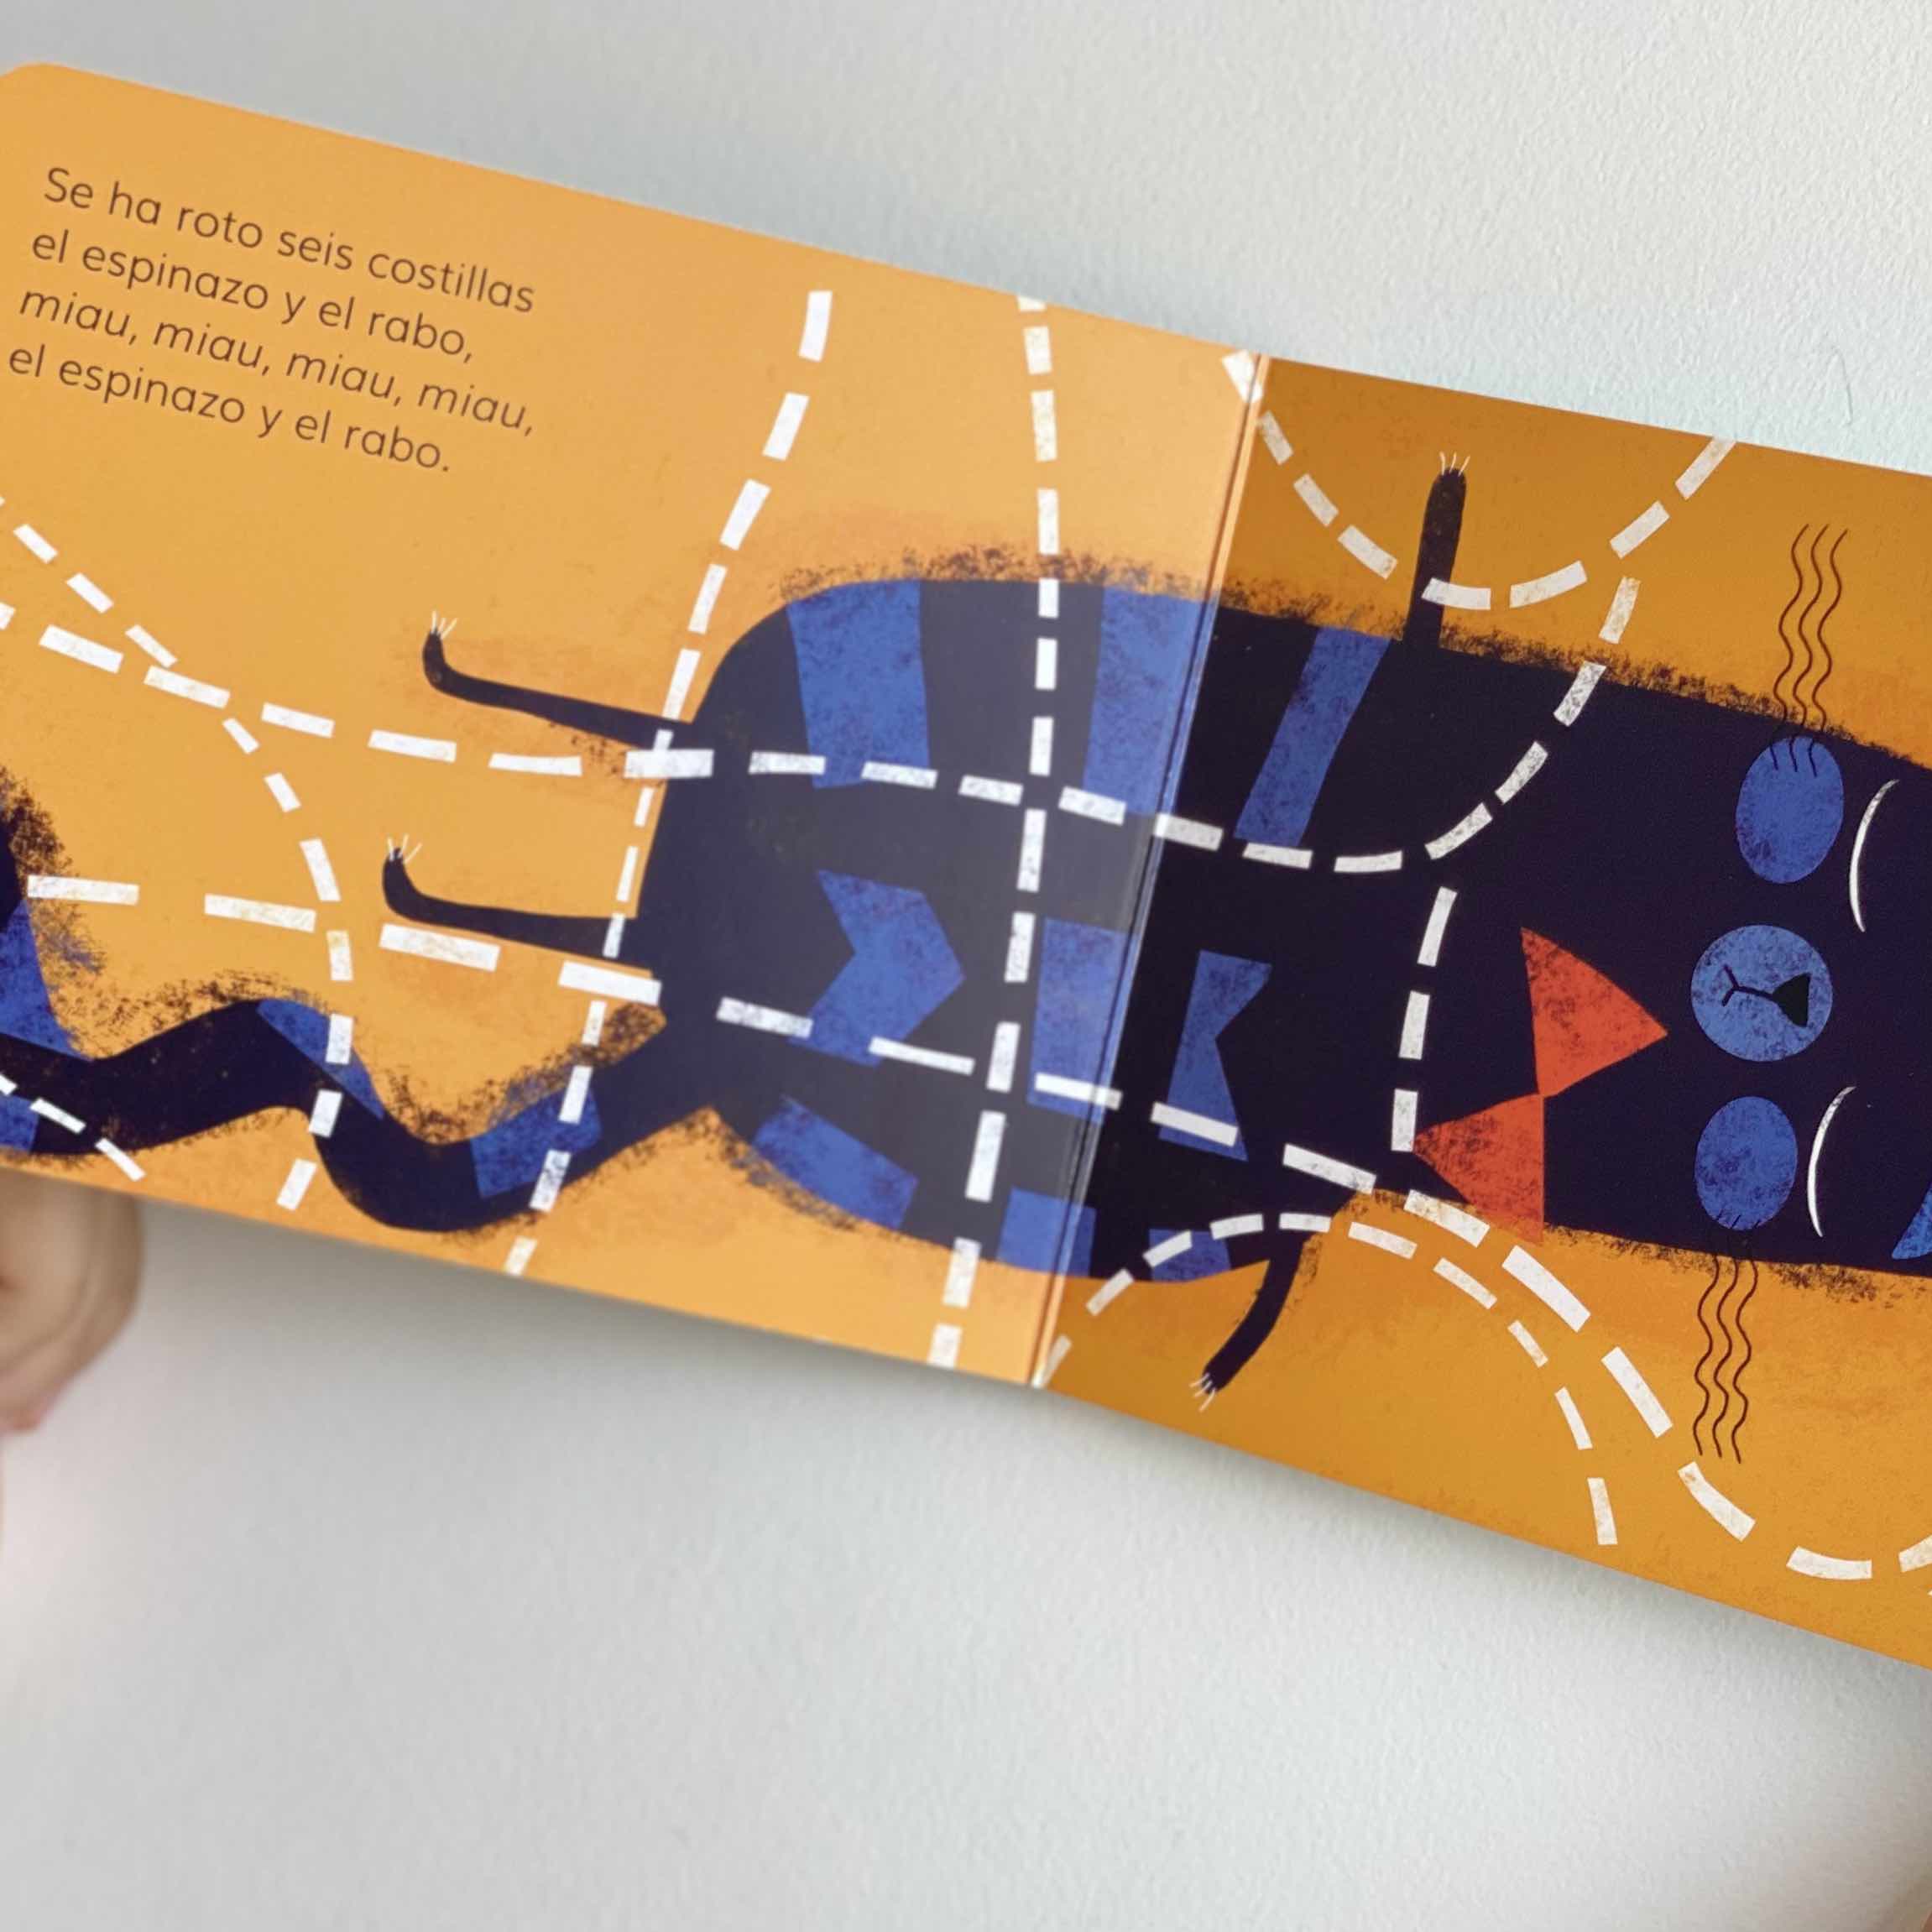 Se ha roto seis costillas
el espinazo y el rabo,
miau, miau, miau, miau,
el espinazo y el rabo.